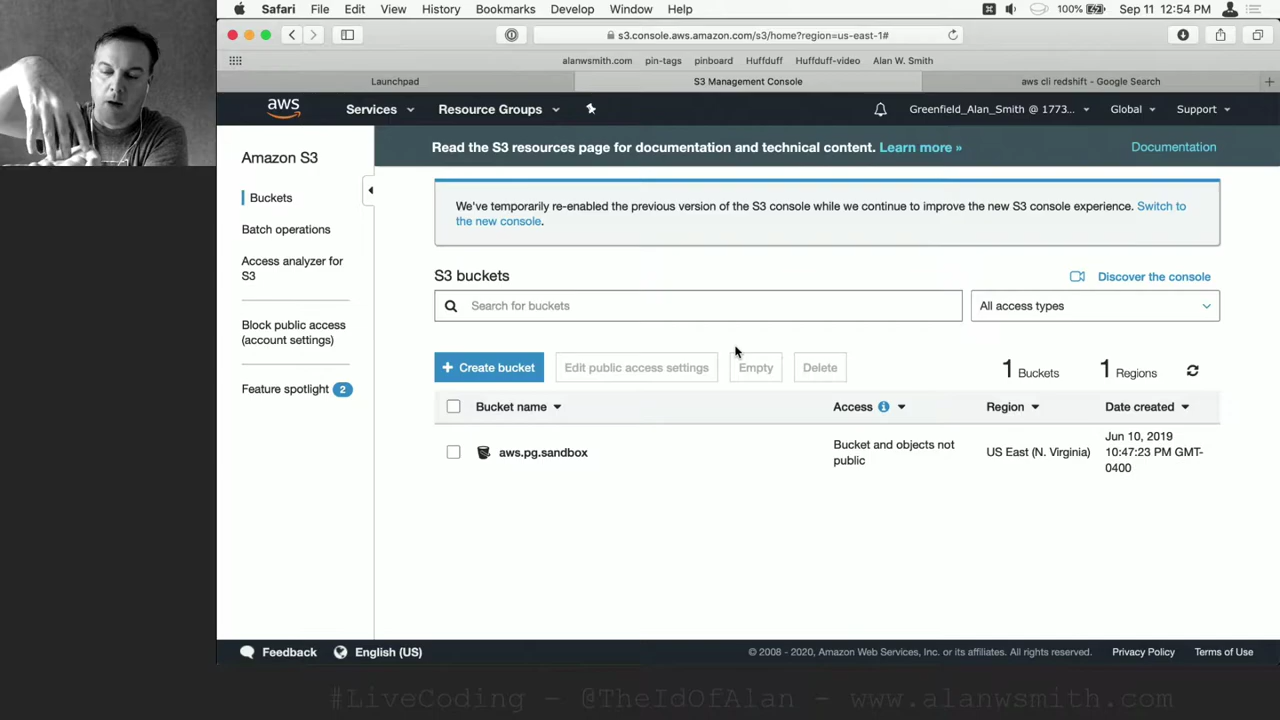 Safari File Edit View History Bookmarks Develop Window Help 100% Sep 11 12:54 PM
s3.console.aws.amazon.com/s3/home?region=us-east-1#
alanwsmith.com pin-tags pinboard Huffduff Huffduff-video Alan W. Smith
Launchpad S3 Management Console aws cli redshift - Google Search
aws Services Resource Groups Greenfield_Alan_Smith @ 1773... Global Support
Amazon S3
Buckets
Batch operations
Access analyzer for
S3
Block public access
(account settings)
Feature spotlight 2
Read the S3 resources page for documentation and technical content. Learn more » Documentation
We've temporarily re-enabled the previous version of the S3 console while we continue to improve the new S3 console experience. Switch to
the new console.
S3 buckets Discover the console
Search for buckets All access types
+ Create bucket Edit public access settings Empty Delete 1 Buckets 1 Regions
Bucket name Access Region Date created
aws.pg.sandbox Bucket and objects not
public US East (N. Virginia) Jun 10, 2019
10:47:23 PM GMT-
0400
Feedback English (US) © 2008 - 2020, Amazon Web Services, Inc. or its affiliates. All rights reserved. Privacy Policy Terms of Use
#LiveCoding - @TheIdOfAlan - www.alanwsmith.com